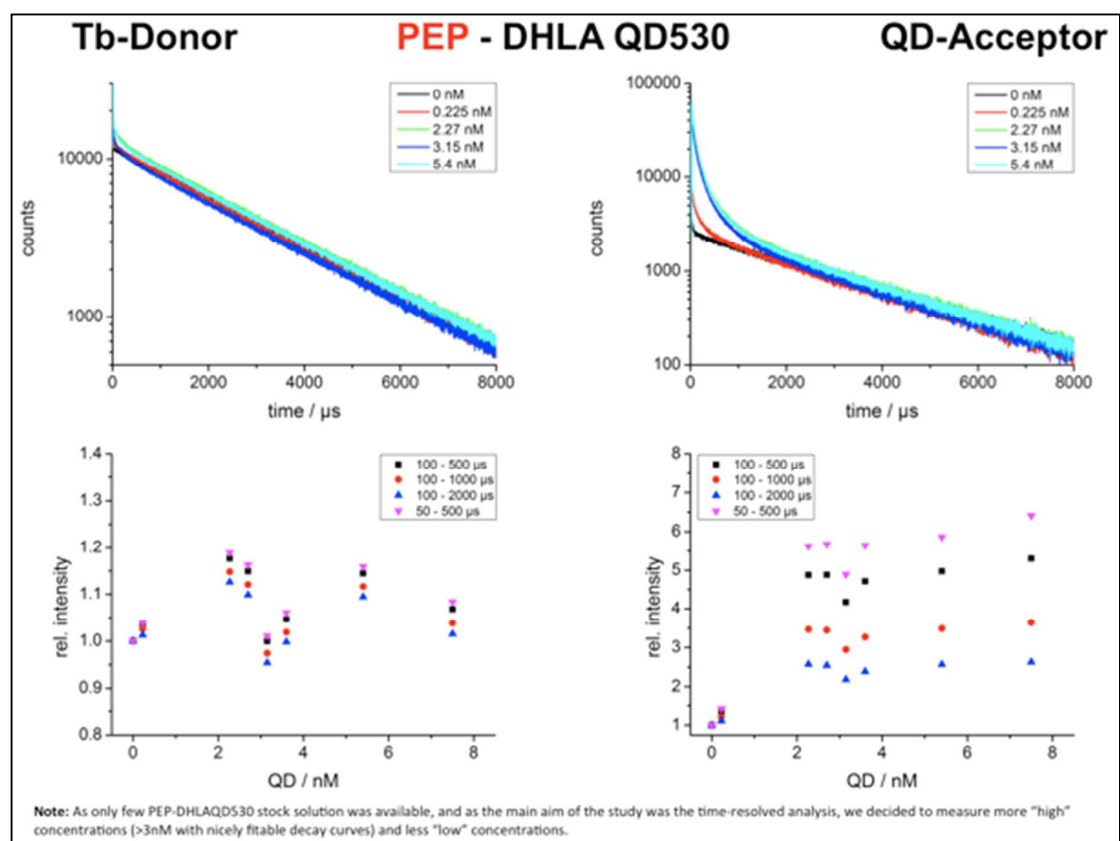 Tb-Donor PEP - DHLA QD530 QD-Acceptor
0 nM
0.225 nM
2.27 nM
3.15 nM
5.4 nM
10000
1000
counts
0 2000 4000 6000 8000
time / µs
0 nM
0.225 nM
2.27 nM
3.15 nM
5.4 nM
100000
10000
1000
100
counts
0 2000 4000 6000 8000
time / µs
100 - 500 µs
100 - 1000 µs
100 - 2000 µs
50 - 500 µs
1.4
1.3
1.2
1.1
1.0
0.9
0.8
rel. intensity
0 2 4 6 8
QD / nM
100 - 500 µs
100 - 1000 µs
100 - 2000 µs
50 - 500 µs
8
7
6
5
4
3
2
1
rel. intensity
0 2 4 6 8
QD / nM
Note: As only few PEP-DHLAQD530 stock solution was available, and as the main aim of the study was the time-resolved analysis, we decided to measure more “high”
concentrations (>3nM with nicely fitable decay curves) and less “low” concentrations.